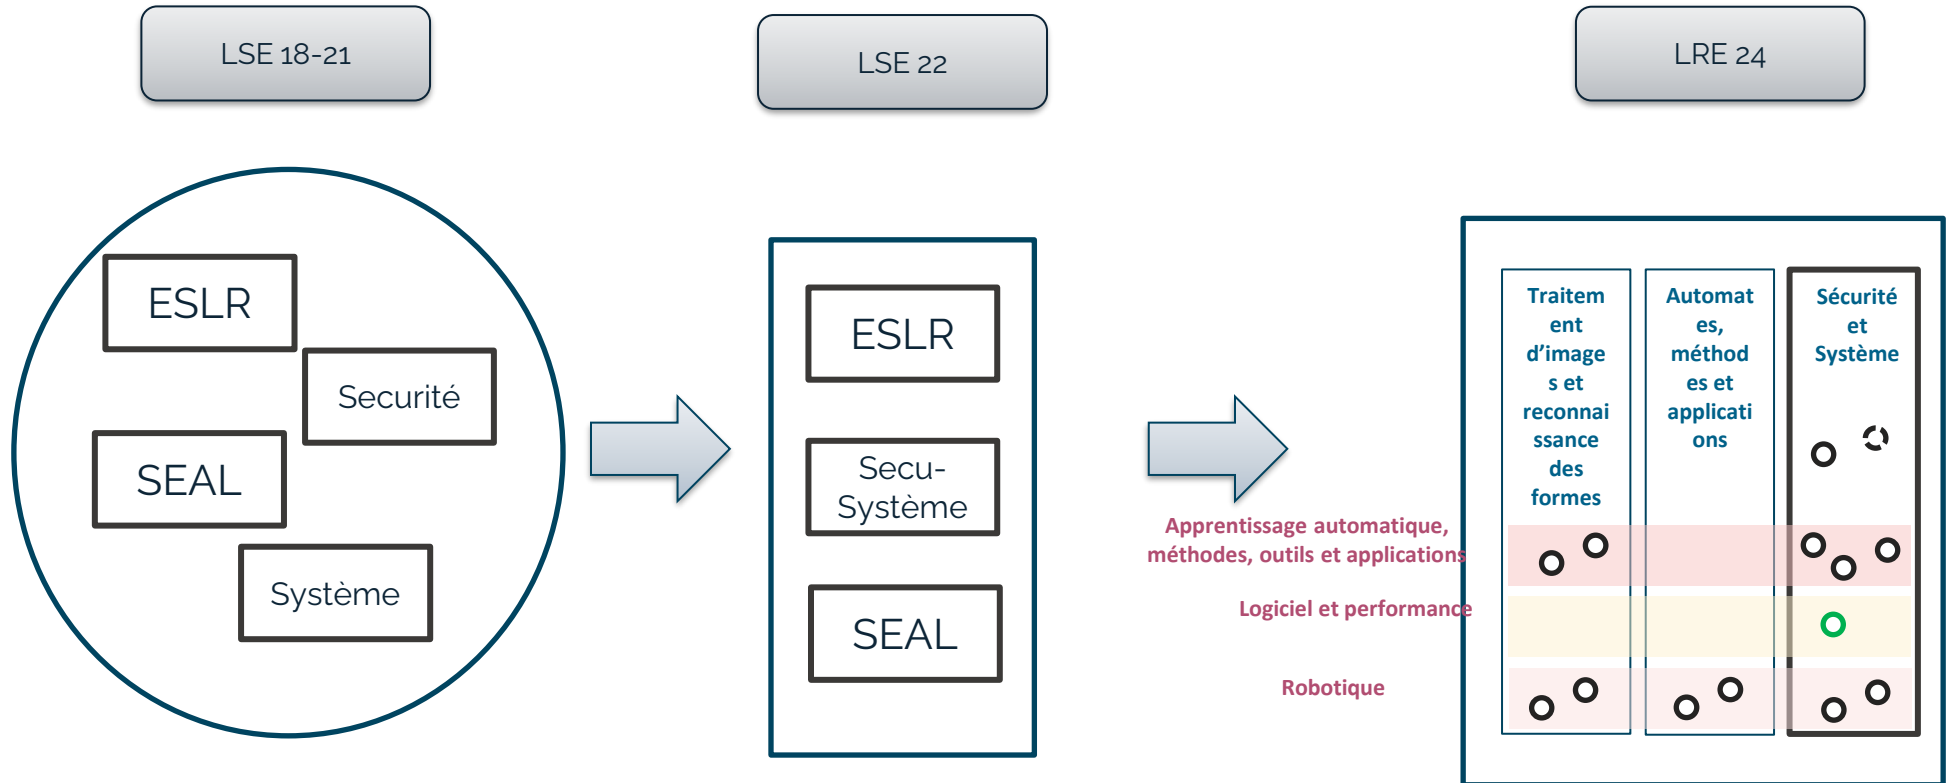 LSE 18-21
LSE 22
LRE 24
ESLR
Securité
SEAL
Système
ESLR
Secu-
Système
SEAL
Traitem
ent
d’image
s et
reconnai
ssance
des
formes
Automat
es,
méthod
es et
applicati
ons
Sécurité
et
Système
Apprentissage automatique,
méthodes, outils et applications
Logiciel et performance
Robotique